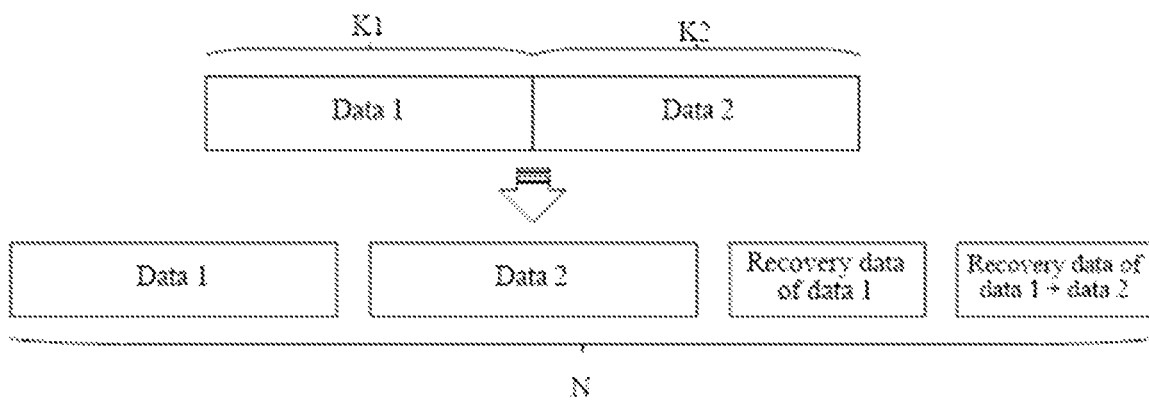 K1
K2
Data 1
Data 2
Data 1
Data 2
Recovery data
of data 1
Recovery data of
data 1 + data 2
N